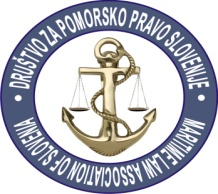 DRUŠTVO ZA POMORSKO PRAVO SLOVENIJE
MARITIME LAW ASSOCIATION OF SLOVENIA